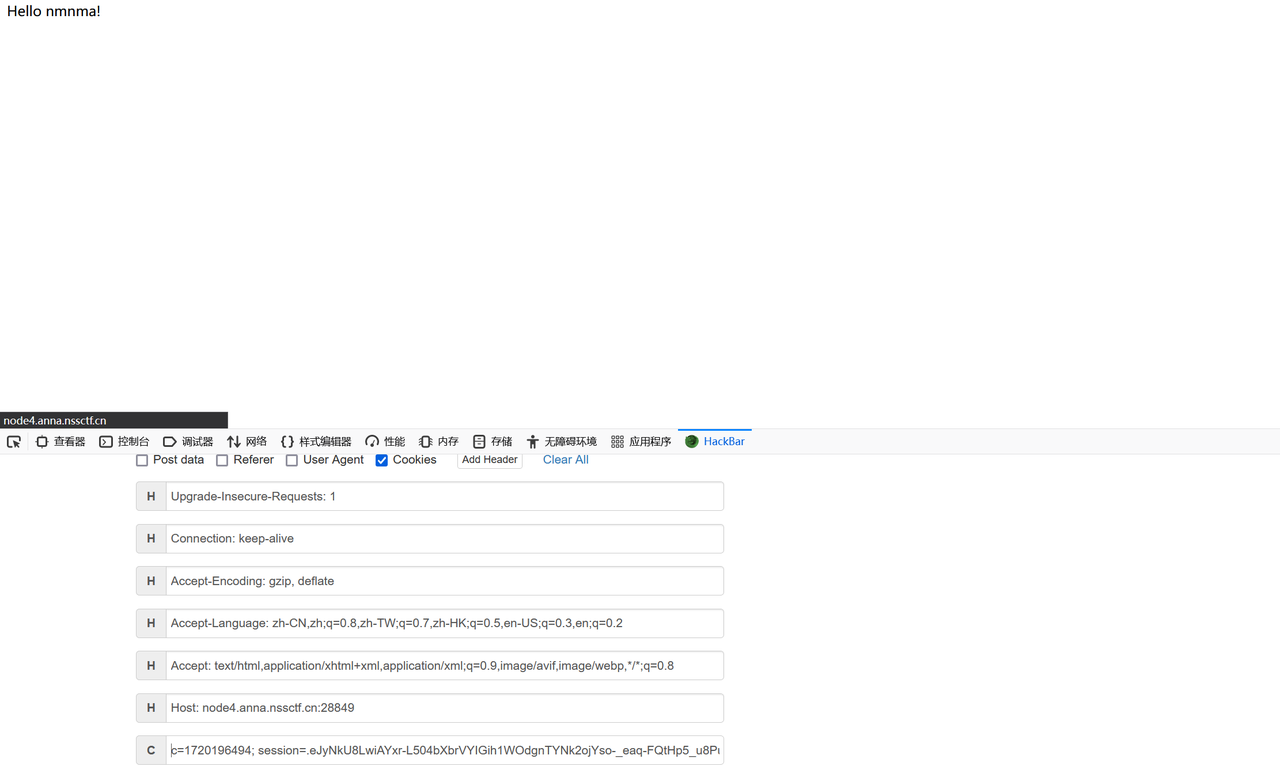 Hello nmnma!
node4.anna.nssctf.cn
查看器 控制台 调试器 网络 样式编辑器 性能 内存 存储 无障碍环境 应用程序 HackBar
Post data Referer User Agent Cookies Add Header Clear All
H Upgrade-Insecure-Requests: 1
H Connection: keep-alive
H Accept-Encoding: gzip, deflate
H Accept-Language: zh-CN,zh;q=0.8,zh-TW;q=0.7,zh-HK;q=0.5,en-US;q=0.3,en;q=0.2
H Accept: text/html,application/xhtml+xml,application/xml;q=0.9,image/avif,image/webp,*/*;q=0.8
H Host: node4.anna.nssctf.cn:28849
C c=1720196494; session=.eJyNkU8LwiAYxr-L504bXbrVYIGih1WOdgnTYNk2ojYso-_eaq-FQtHp5_u8Pu